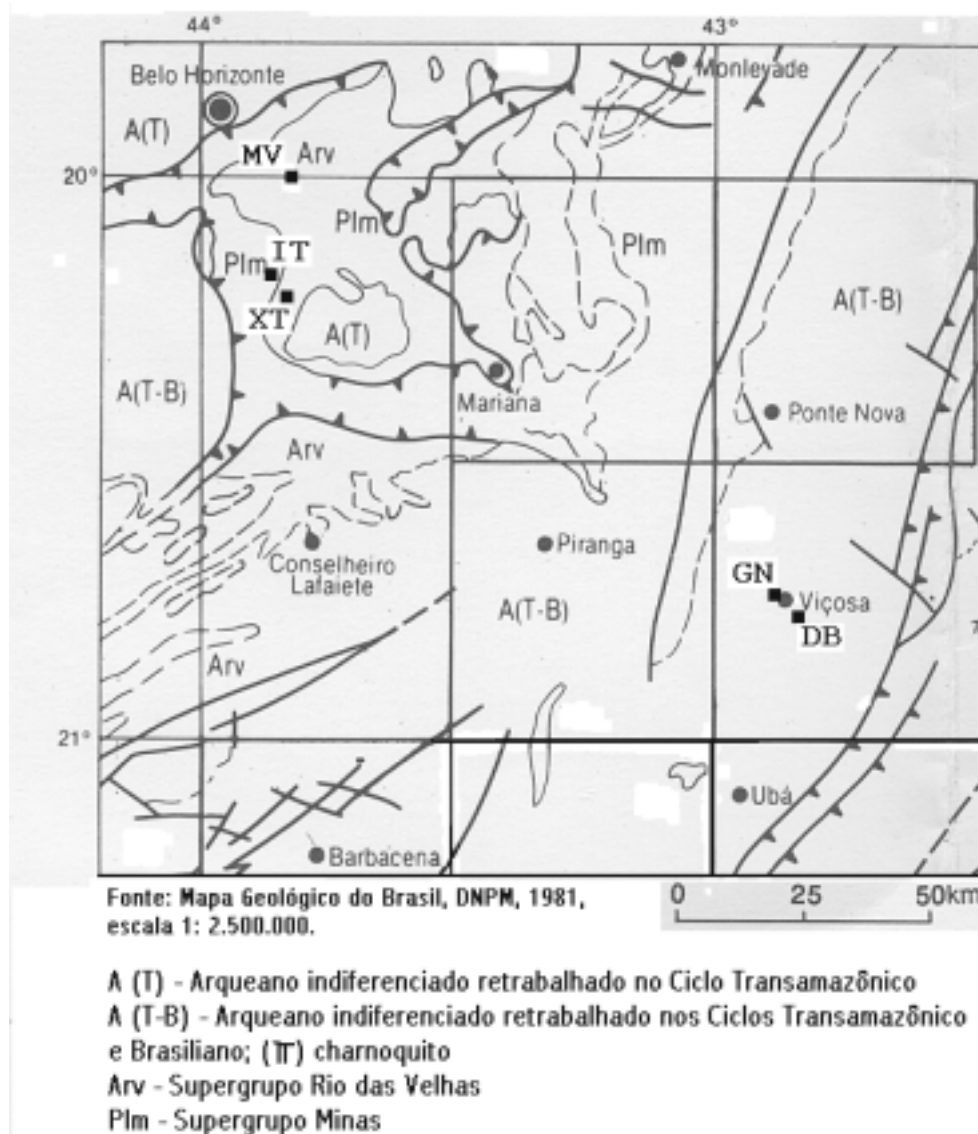 44° 43°
Belo Horizonte
Monlevade
A(T)
MV Arv
20°
Plm
Plm
IT
Plm
A(T-B)
XT
A(T)
A(T-B)
Mariana
Ponte Nova
Arv
Conselheiro
Lafaiete
Piranga
GN
Viçosa
A(T-B)
DB
Arv
21°
Ubá
Barbacena
Fonte: Mapa Geológico do Brasil, DNPM, 1981,
escala 1: 2.500.000.
0 25 50km
A (T) - Arqueano indiferenciado retrabalhado no Ciclo Transamazônico
A (T-B) - Arqueano indiferenciado retrabalhado nos Ciclos Transamazônico
e Brasiliano; (π) charnoquito
Arv - Supergrupo Rio das Velhas
Plm - Supergrupo Minas